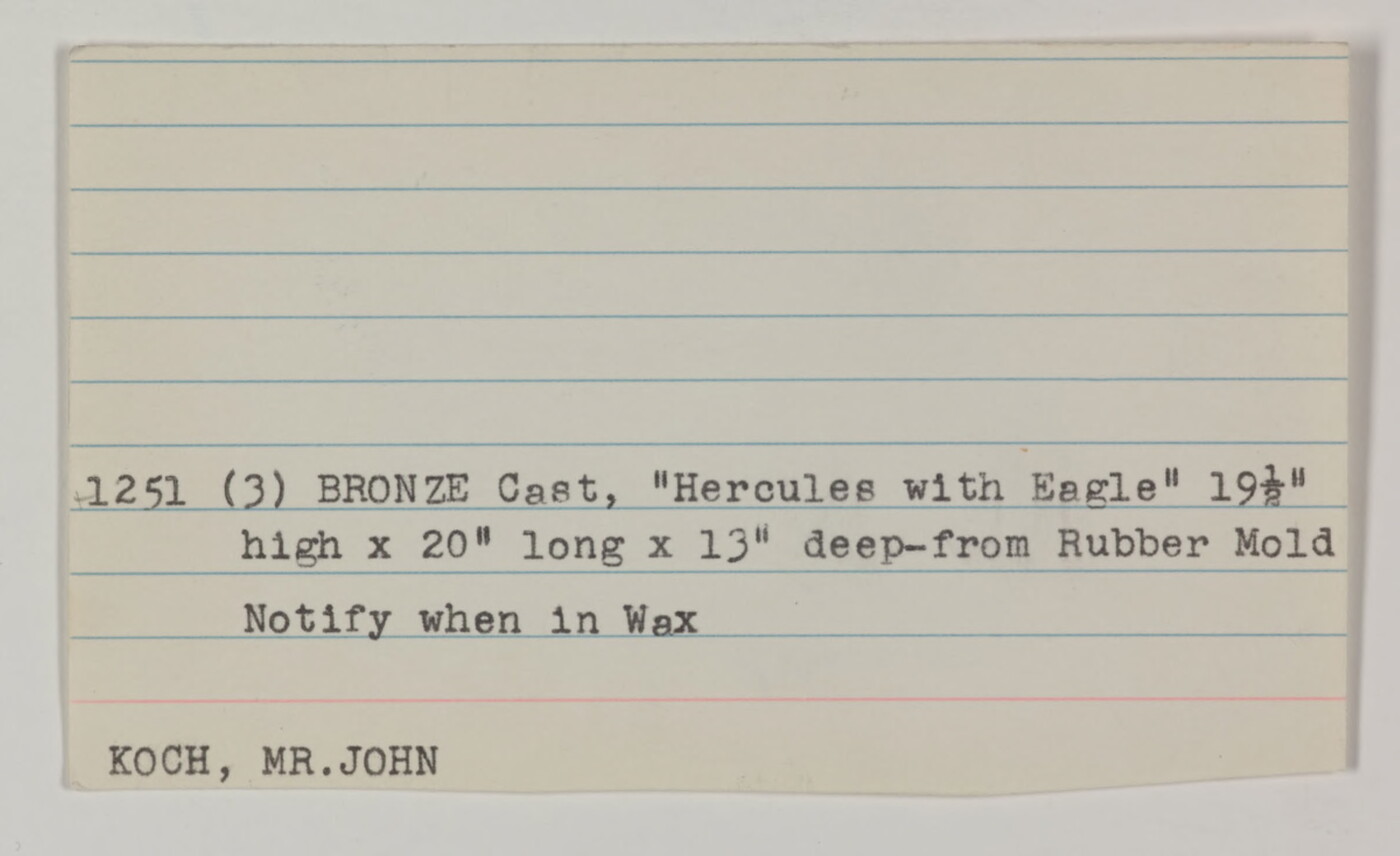 1251 (3) BRONZE Cast, "Hercules with Eagle" 19½"
high x 20" long x 13" deep-from Rubber Mold
Notify when in Wax
KOCH, MR.JOHN